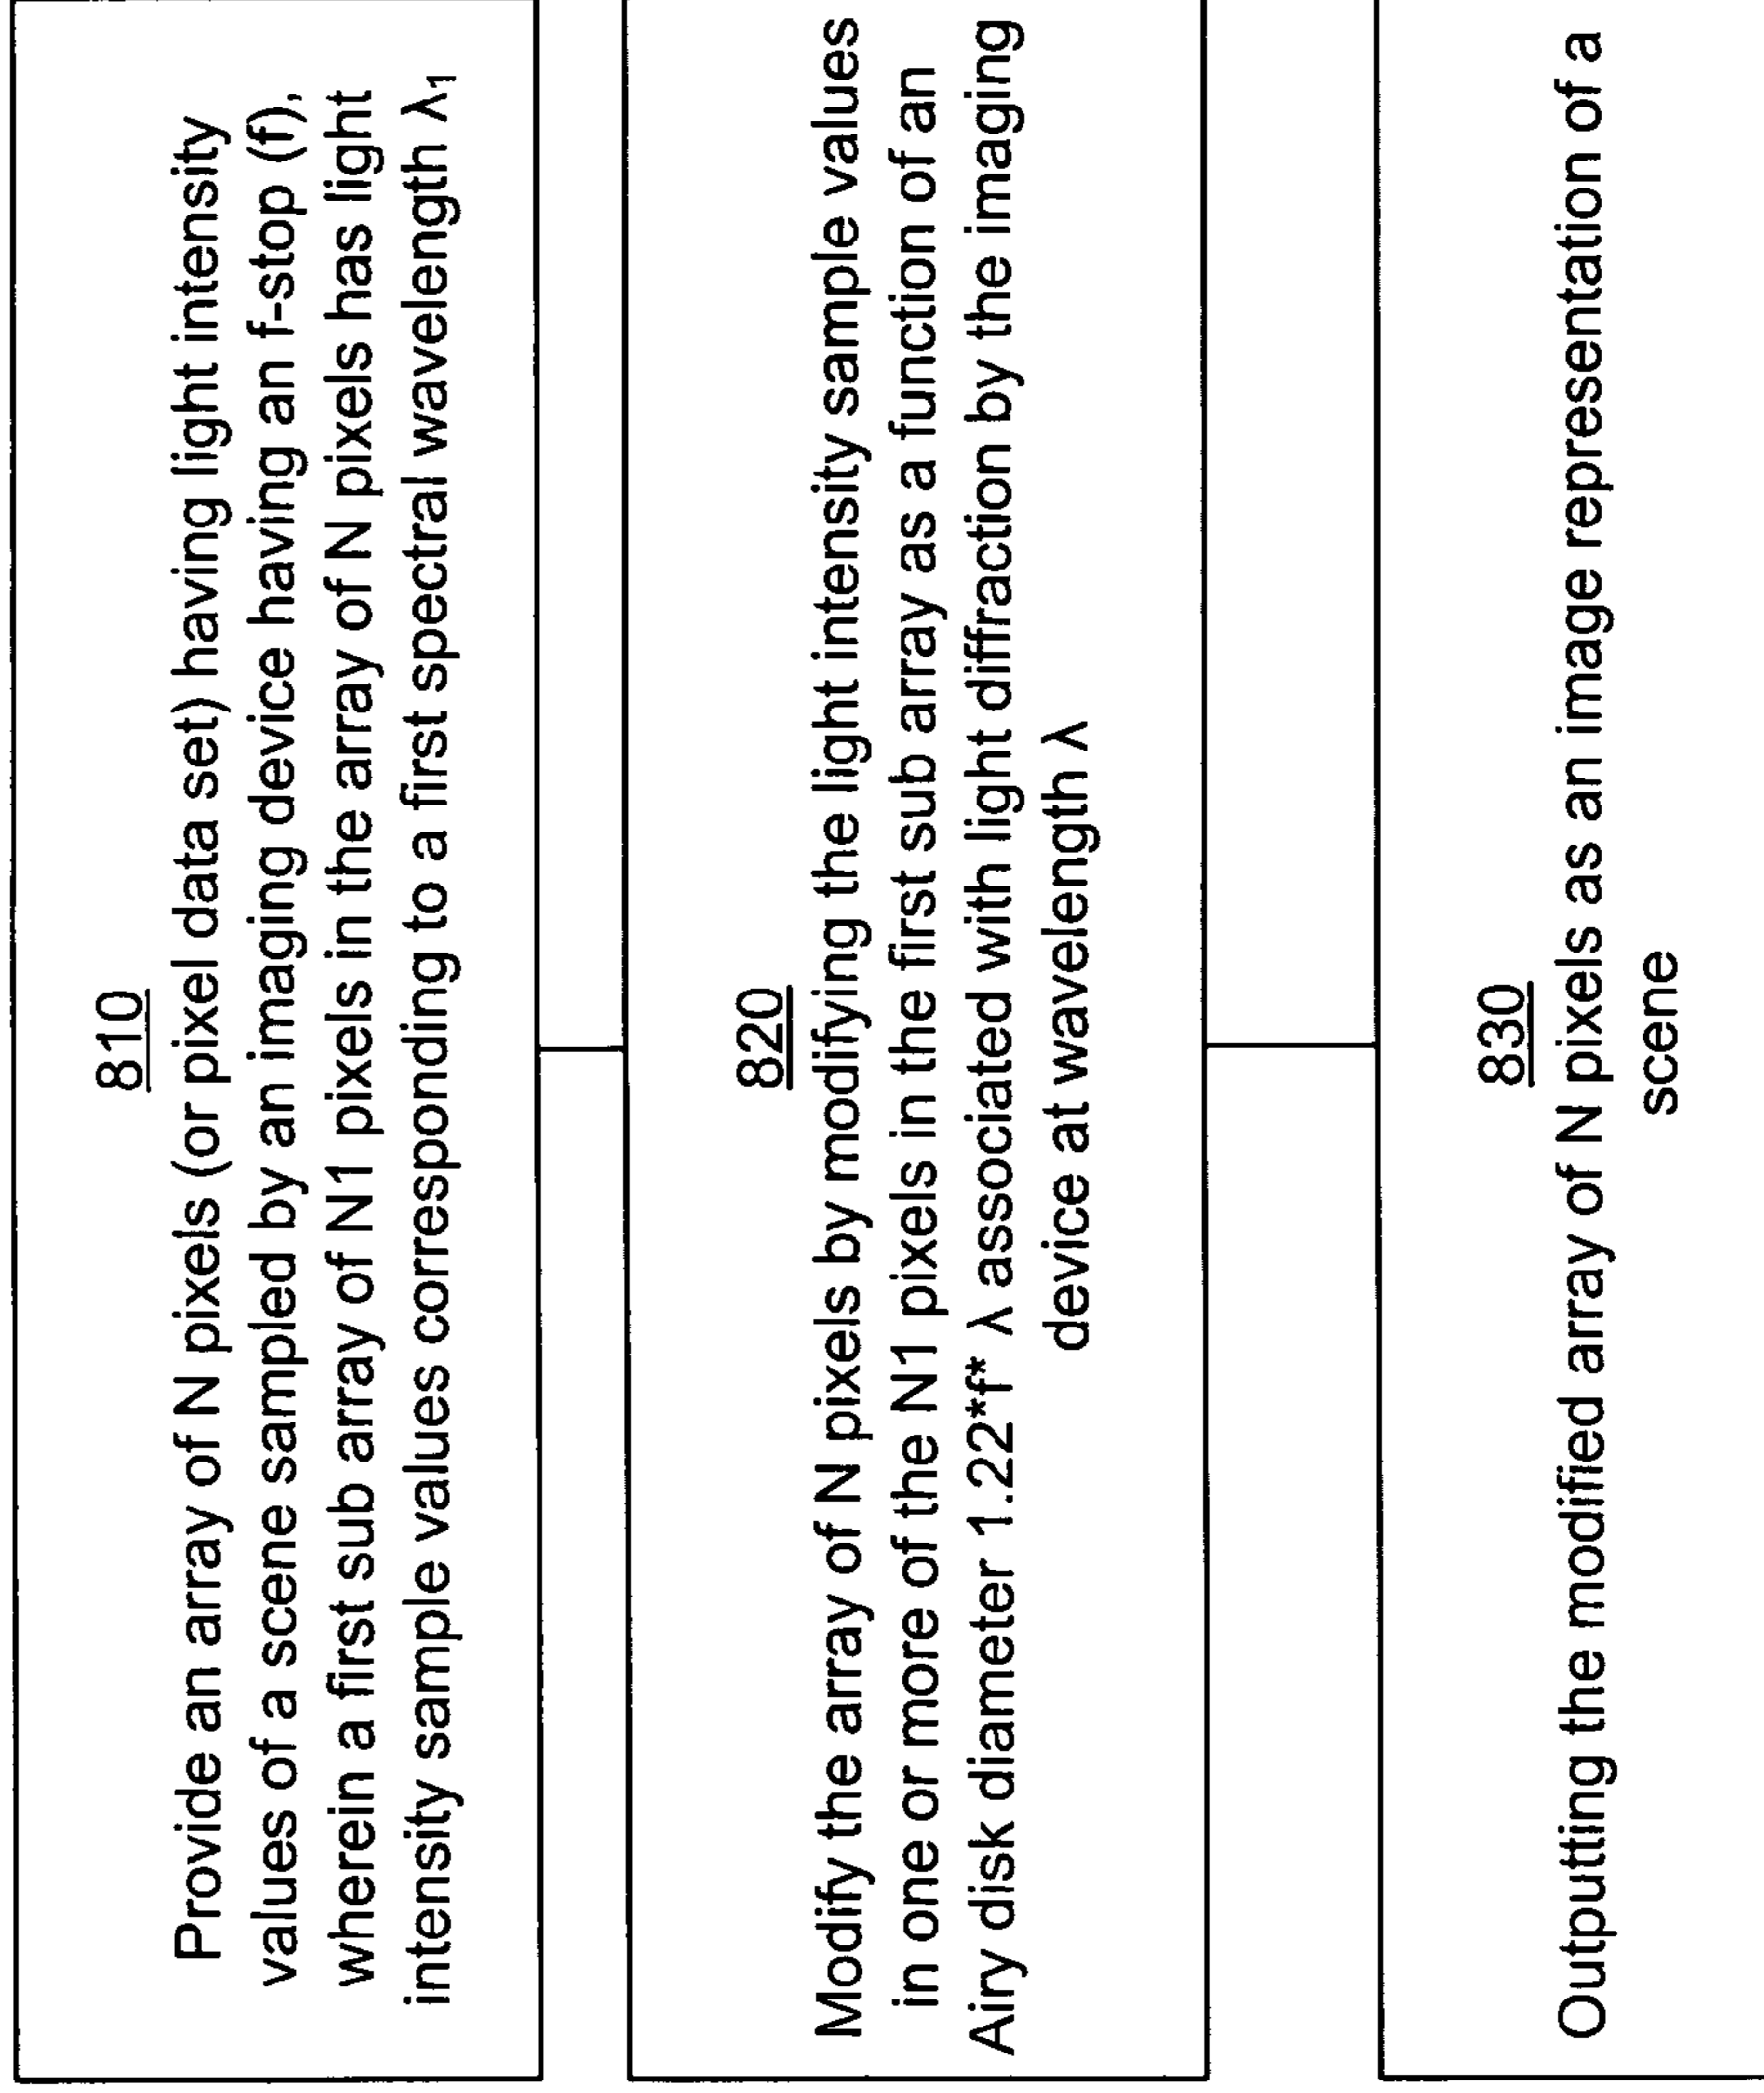 810
Provide an array of N pixels (or pixel data set) having light intensity
values of a scene sampled by an imaging device having an f-stop (f),
wherein a first sub array of N1 pixels in the array of N pixels has light
intensity sample values corresponding to a first spectral wavelength λ₁
820
Modify the array of N pixels by modifying the light intensity sample values
in one or more of the N1 pixels in the first sub array as a function of an
Airy disk diameter 1.22*f* λ associated with light diffraction by the imaging
device at wavelength λ
830
Outputting the modified array of N pixels as an image representation of a
scene